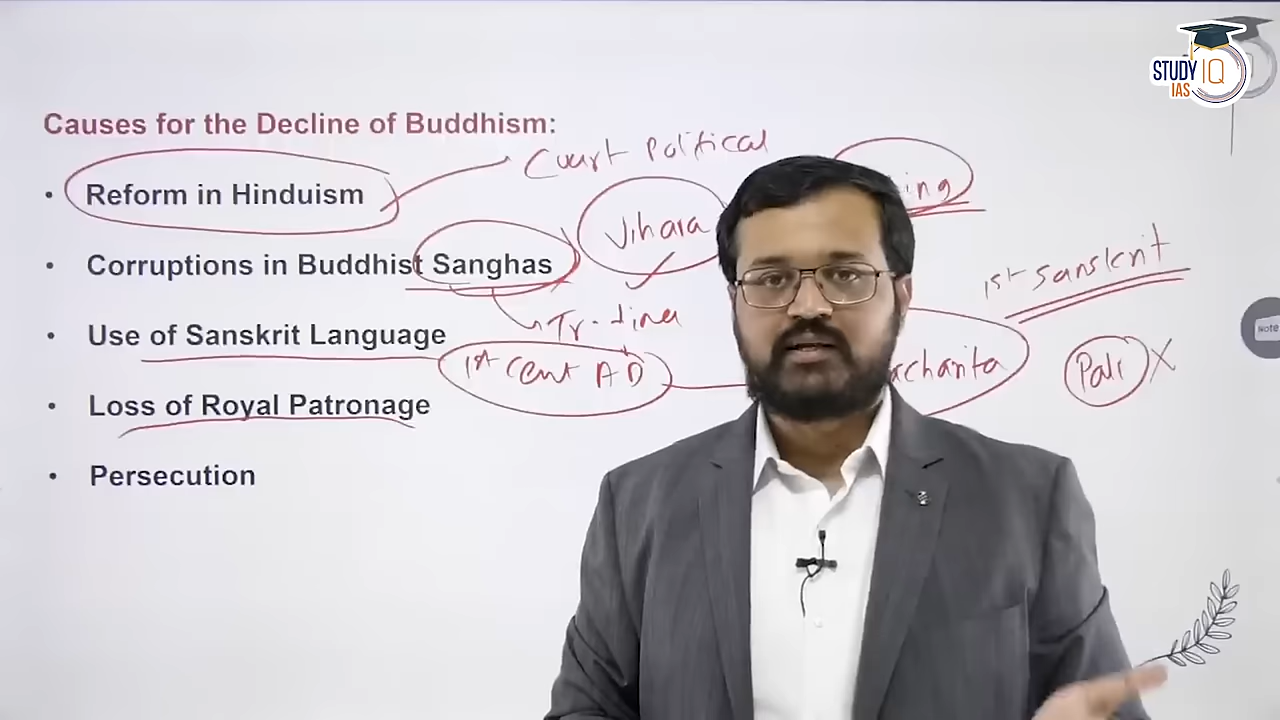 STUDY IQ
IAS
Causes for the Decline of Buddhism:
Court Political
• Reform in Hinduism
Vihara
• Corruptions in Buddhist Sanghas
1st Sanskrit
• Use of Sanskrit Language
1st Cent AD
Pali X
• Loss of Royal Patronage
• Persecution
Note